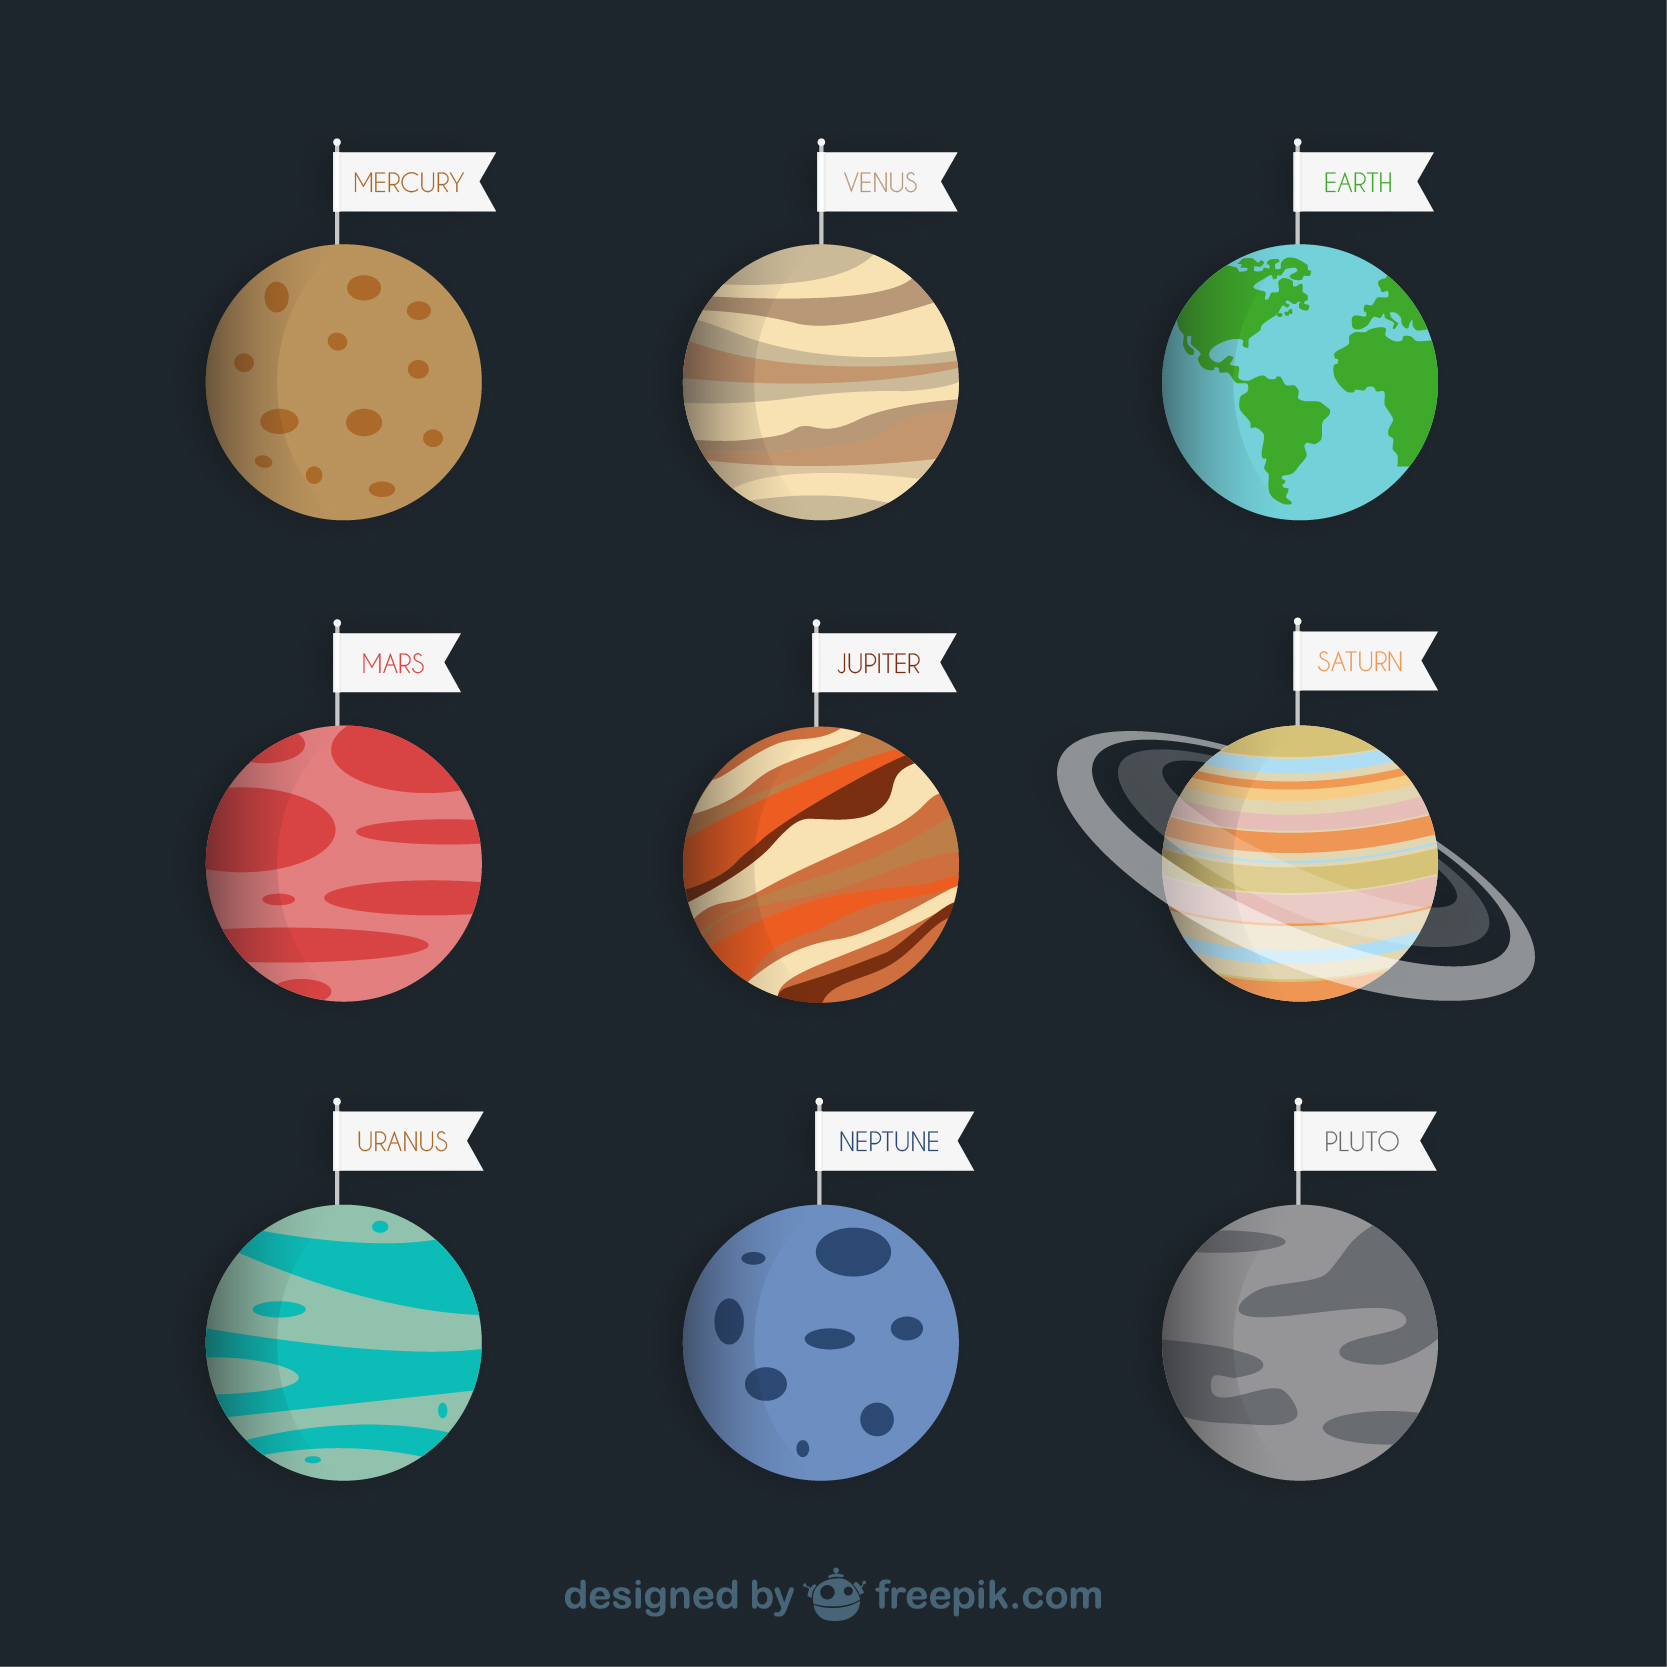 MERCURY
VENUS
EARTH
MARS
JUPITER
SATURN
URANUS
NEPTUNE
PLUTO
designed by freepik.com